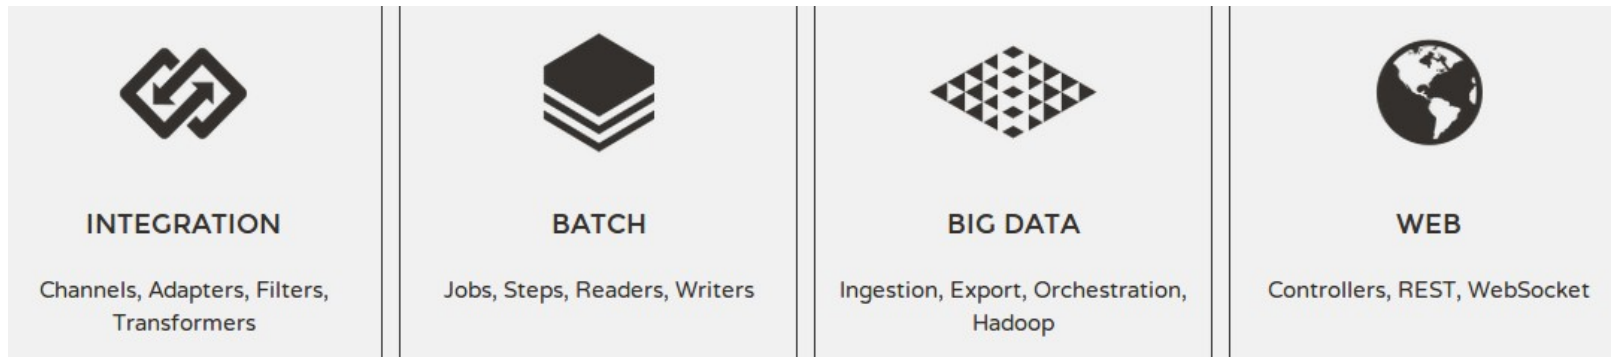 INTEGRATION
Channels, Adapters, Filters,
Transformers
BATCH
Jobs, Steps, Readers, Writers
BIG DATA
Ingestion, Export, Orchestration,
Hadoop
WEB
Controllers, REST, WebSocket